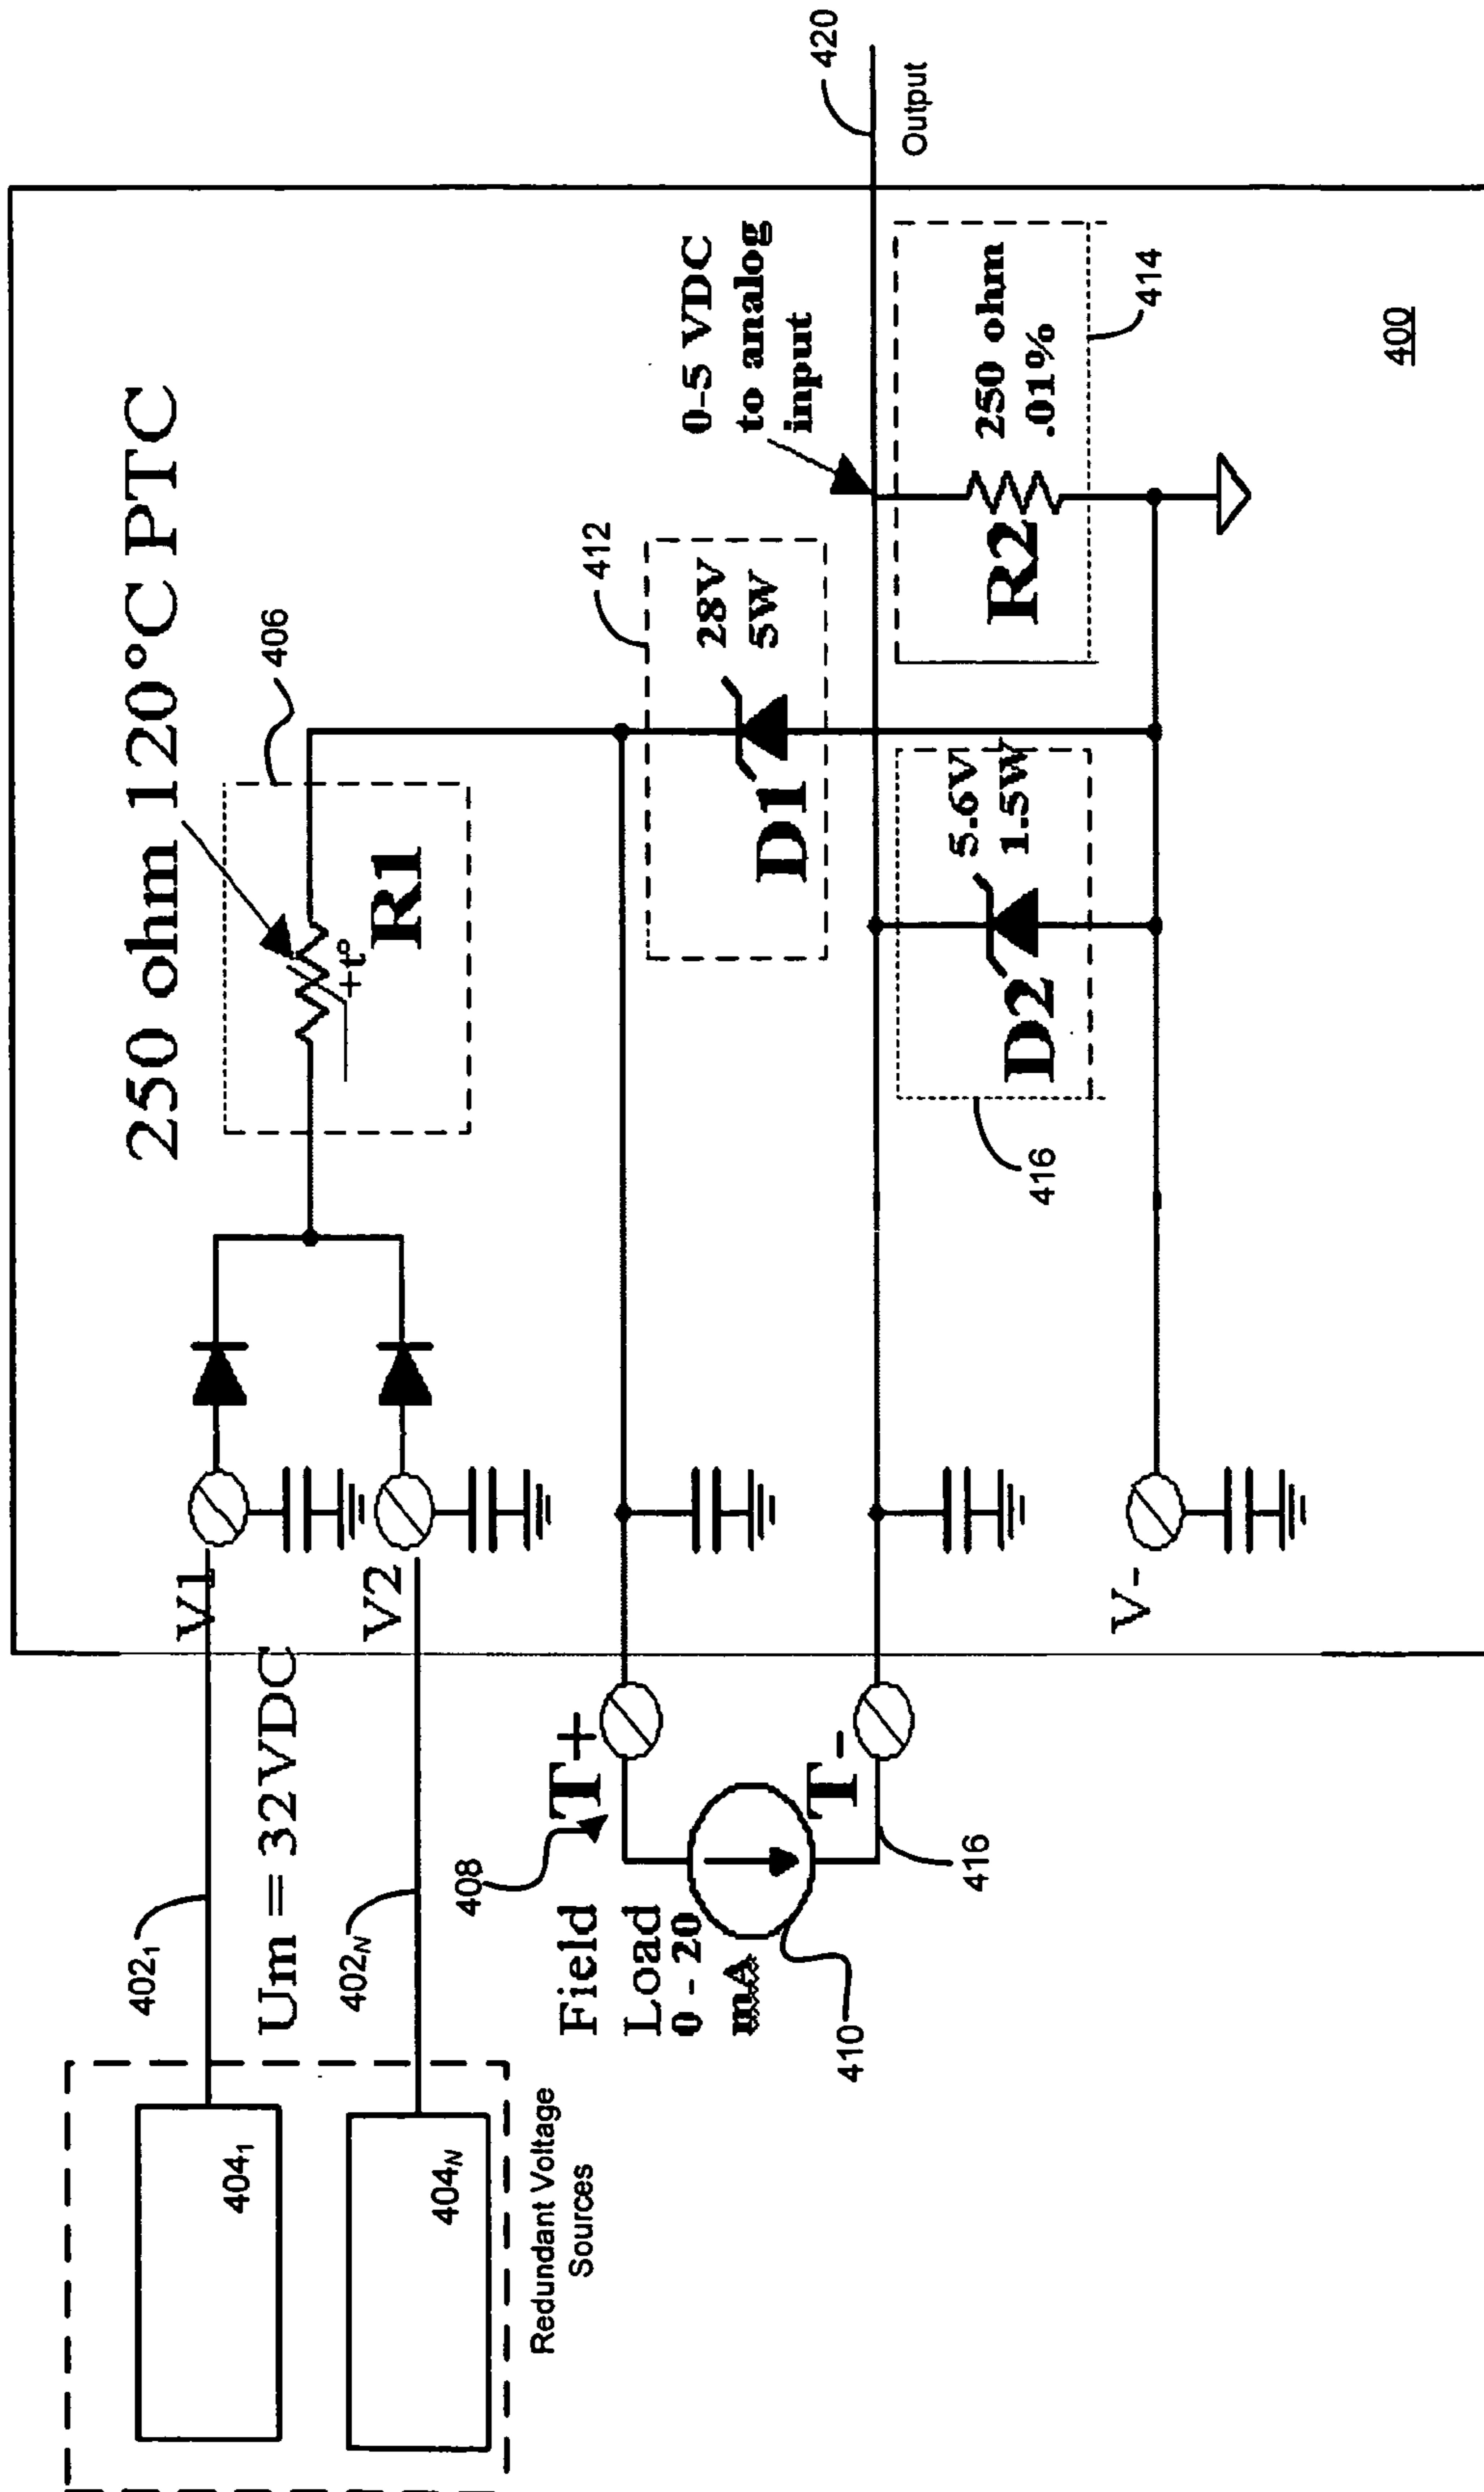 250 ohm 120°C PTC
406
R1
+t°
V1
V2
Um = 32VDC
402₁
402N
404₁
404N
Redundant Voltage
Sources
408
T+
Field
Load
0 - 20
mA
410
T-
416
412
28V
5W
D1
0-5 VDC
to analog
input
420
Output
5.6V
1.5W
D2
416
250 ohm
.01%
R2
414
V-
400